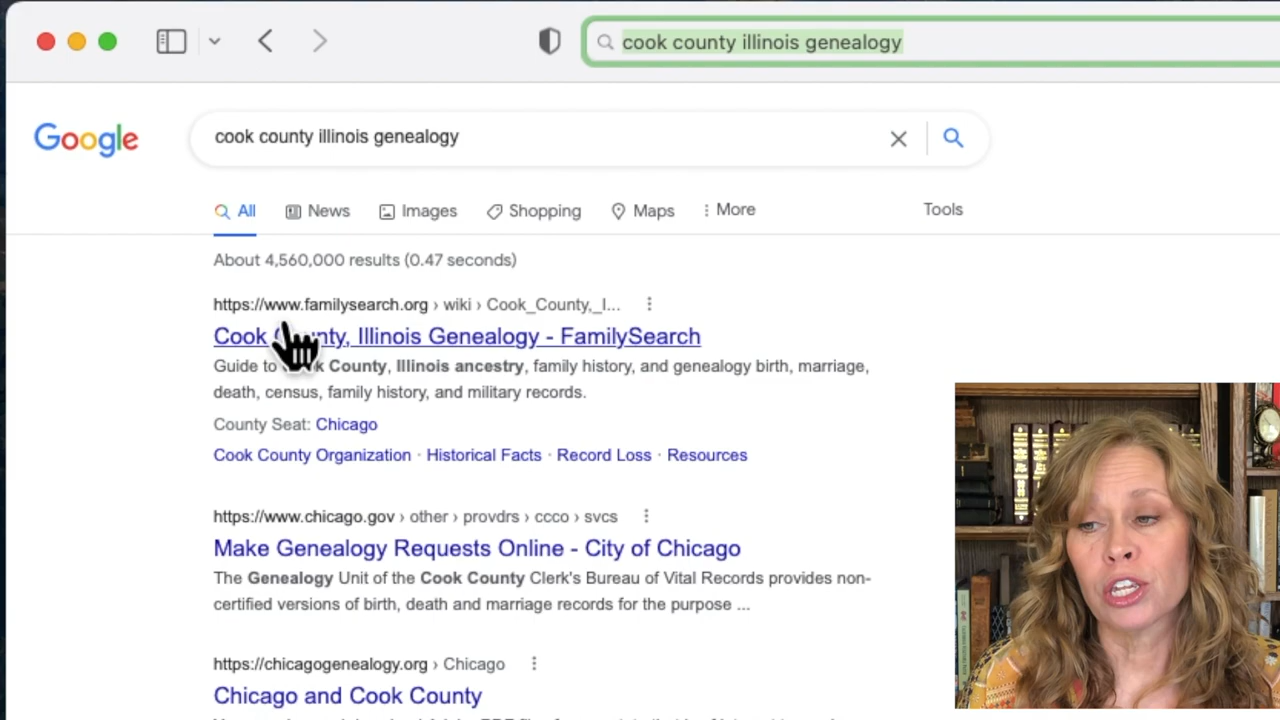 cook county illinois genealogy
Google
cook county illinois genealogy
All News Images Shopping Maps More Tools
About 4,560,000 results (0.47 seconds)
https://www.familysearch.org › wiki › Cook_County,_I...
Cook County, Illinois Genealogy - FamilySearch
Guide to Cook County, Illinois ancestry, family history, and genealogy birth, marriage,
death, census, family history, and military records.
County Seat: Chicago
Cook County Organization · Historical Facts · Record Loss · Resources
https://www.chicago.gov › other › provdrs › ccco › svcs
Make Genealogy Requests Online - City of Chicago
The Genealogy Unit of the Cook County Clerk's Bureau of Vital Records provides non-
certified versions of birth, death and marriage records for the purpose ...
https://chicagogenealogy.org › Chicago
Chicago and Cook County